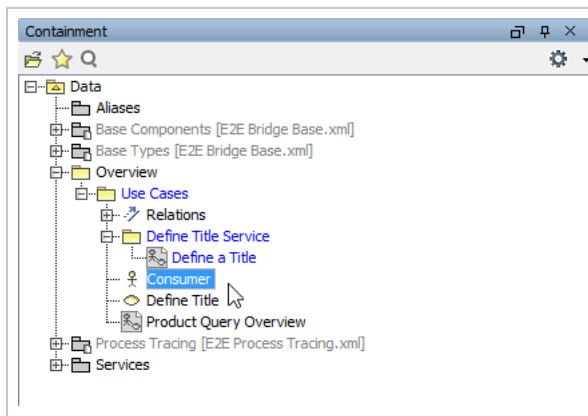 Containment
Data
Aliases
Base Components [E2E Bridge Base.xml]
Base Types [E2E Bridge Base.xml]
Overview
Use Cases
Relations
Define Title Service
Define a Title
Consumer
Define Title
Product Query Overview
Process Tracing [E2E Process Tracing.xml]
Services